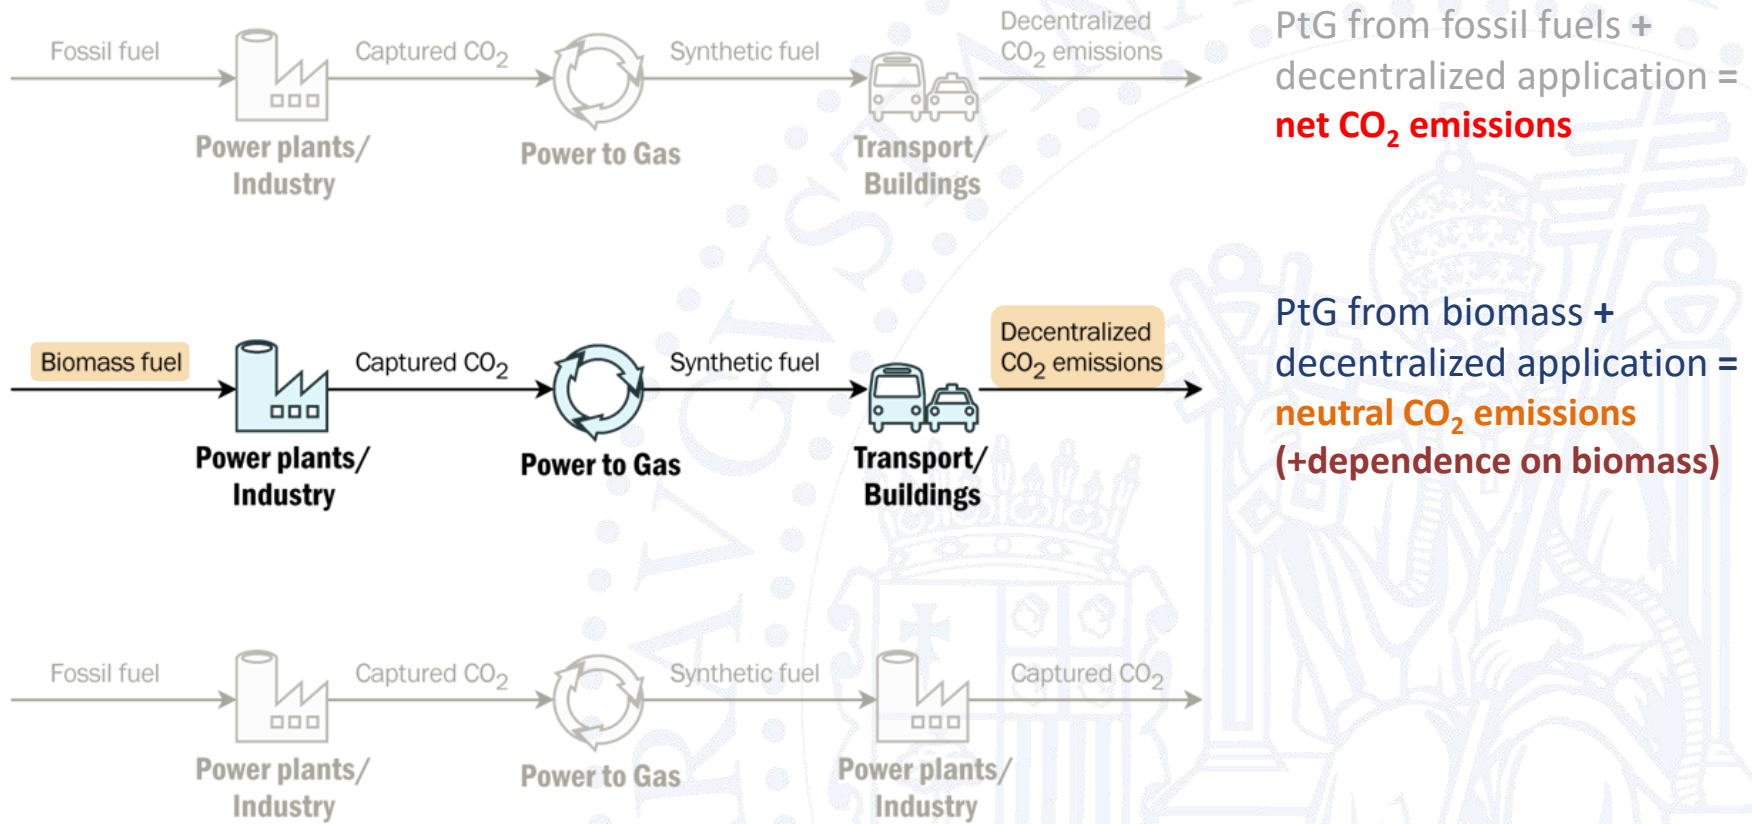 Fossil fuel
Captured CO₂
Synthetic fuel
Decentralized
CO₂ emissions
Power plants/
Industry
Power to Gas
Transport/
Buildings
PtG from fossil fuels +
decentralized application =
net CO₂ emissions
Biomass fuel
Captured CO₂
Synthetic fuel
Decentralized
CO₂ emissions
Power plants/
Industry
Power to Gas
Transport/
Buildings
PtG from biomass +
decentralized application =
neutral CO₂ emissions
(+dependence on biomass)
Fossil fuel
Captured CO₂
Synthetic fuel
Captured CO₂
Power plants/
Industry
Power to Gas
Power plants/
Industry